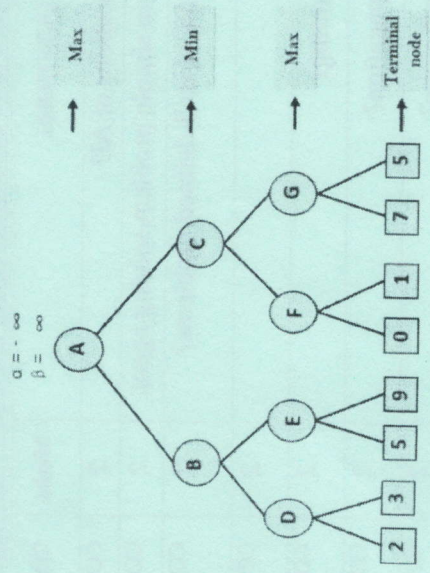 α = - ∞
β = ∞
A
→ Max
B
C
→ Min
D
E
F
G
→ Max
2
3
5
9
0
1
7
5
→ Terminal
node